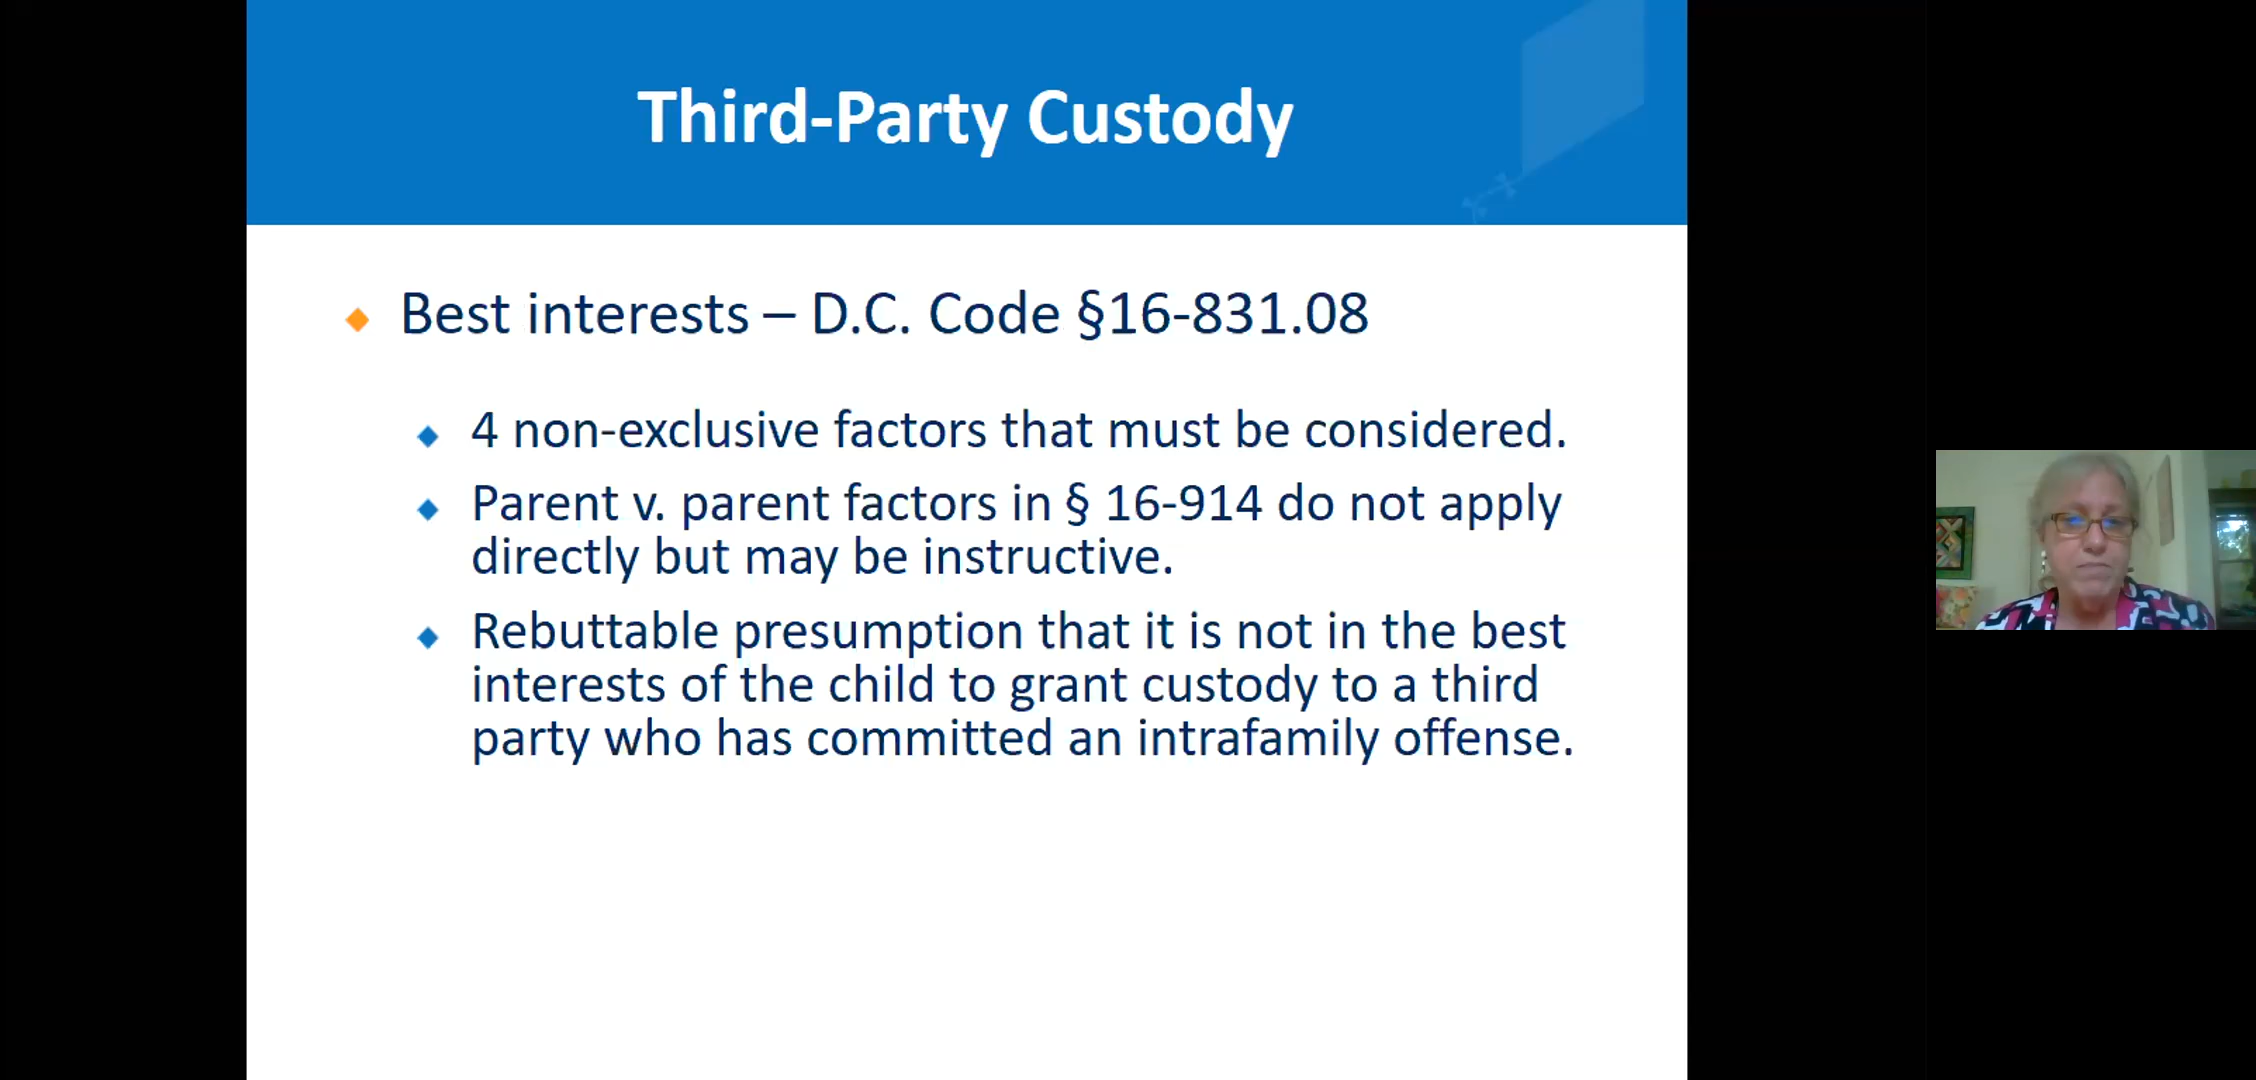 Third-Party Custody
Best interests – D.C. Code §16-831.08
4 non-exclusive factors that must be considered.
Parent v. parent factors in § 16-914 do not apply
directly but may be instructive.
Rebuttable presumption that it is not in the best
interests of the child to grant custody to a third
party who has committed an intrafamily offense.